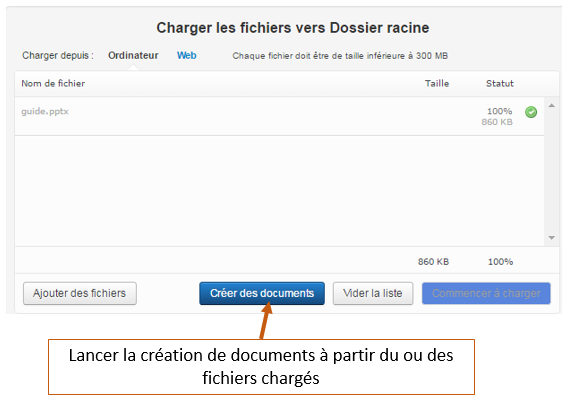 Charger les fichiers vers Dossier racine
Charger depuis : Ordinateur Web Chaque fichier doit être de taille inférieure à 300 MB
Nom de fichier Taille Statut
guide.pptx 100%
860 KB
860 KB 100%
Ajouter des fichiers Créer des documents Vider la liste Commencer à charger
Lancer la création de documents à partir du ou des
fichiers chargés